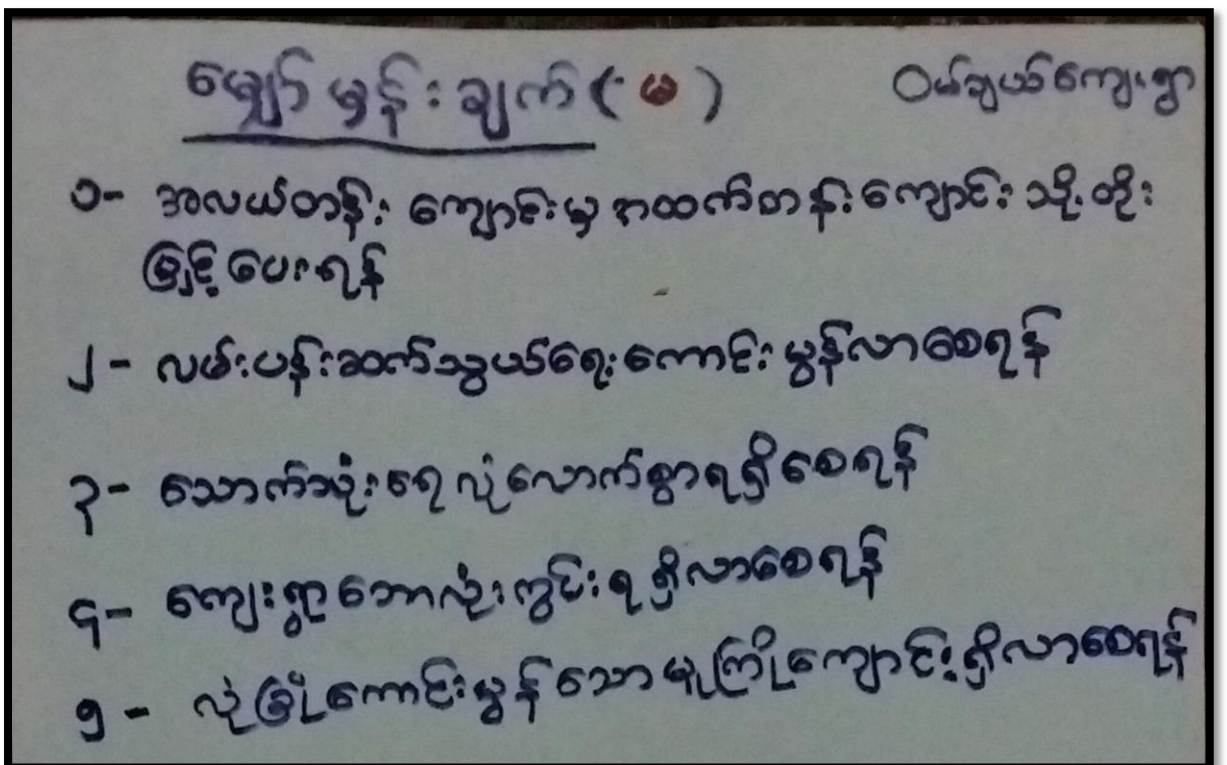 မျှော်မှန်းချက် (မ) ဝယ်ချယ်ကျေးရွာ
၁- အလယ်တန်းကျောင်းမှ အထက်တန်းကျောင်းသို့တိုး
မြှင့်ပေးရန်
၂- လမ်းပန်းဆက်သွယ်ရေးကောင်းမွန်လာစေရန်
၃- သောက်သုံးရေလုံလောက်စွာရရှိစေရန်
၄- ကျေးရွာဘောလုံးကွင်းရရှိလာစေရန်
၅- လုံခြုံကောင်းမွန်သောမူကြိုကျောင်းရှိလာစေရန်